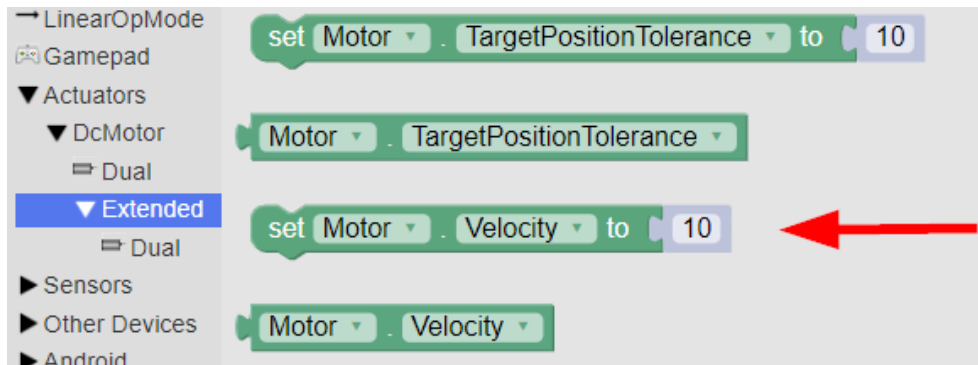 LinearOpMode
Gamepad
Actuators
DcMotor
Dual
Extended
Dual
Sensors
Other Devices
Android
set Motor . TargetPositionTolerance to 10
Motor . TargetPositionTolerance
set Motor . Velocity to 10
Motor . Velocity